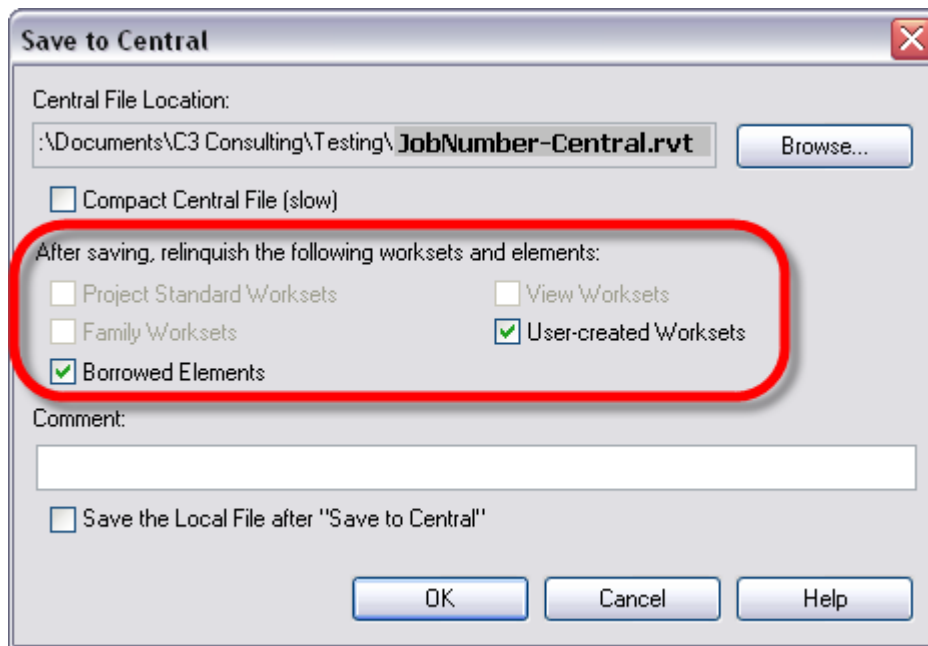 Save to Central
Central File Location:
:\Documents\C3 Consulting\Testing\JobNumber-Central.rvt Browse...
Compact Central File (slow)
After saving, relinquish the following worksets and elements:
Project Standard Worksets View Worksets
Family Worksets User-created Worksets
Borrowed Elements
Comment:
Save the Local File after "Save to Central"
OK Cancel Help